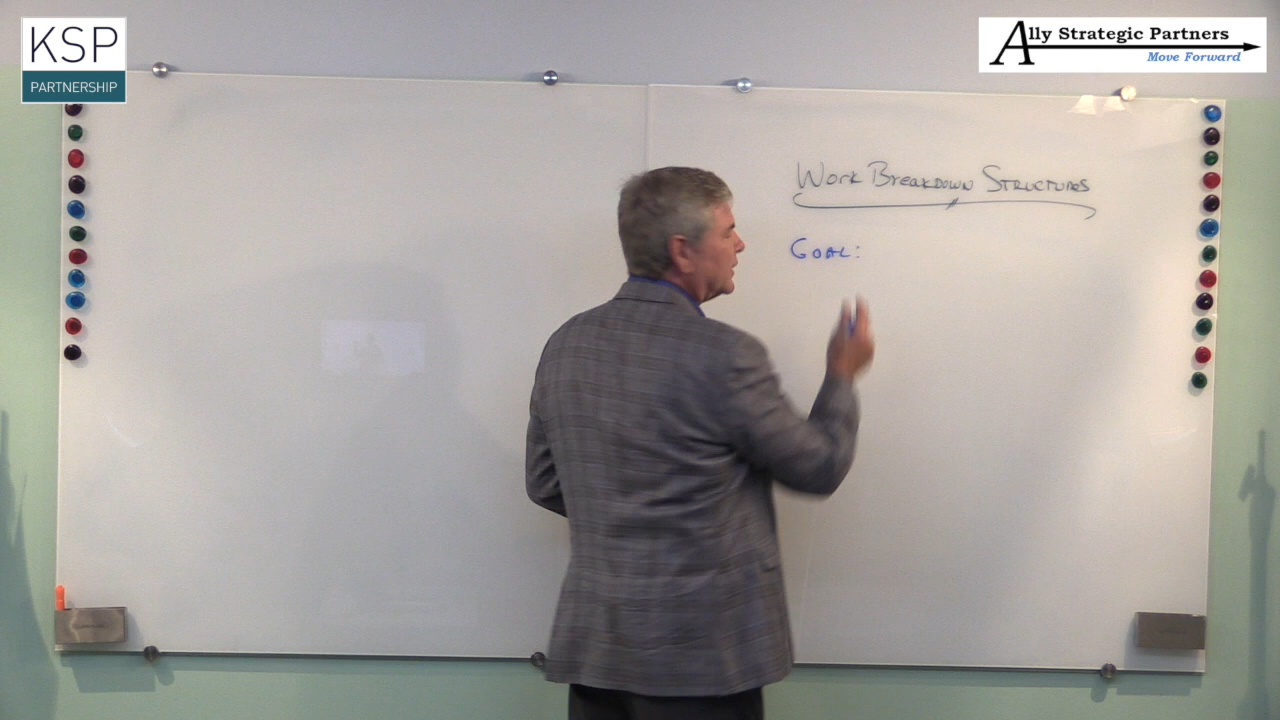 KSP
PARTNERSHIP
Ally Strategic Partners
Move Forward
Work Breakdown Structures
Goal: